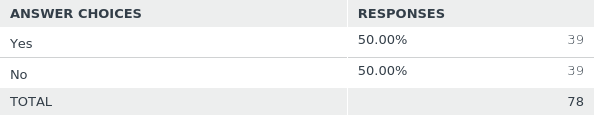 ANSWER CHOICES RESPONSES
Yes 50.00% 39
No 50.00% 39
TOTAL 78